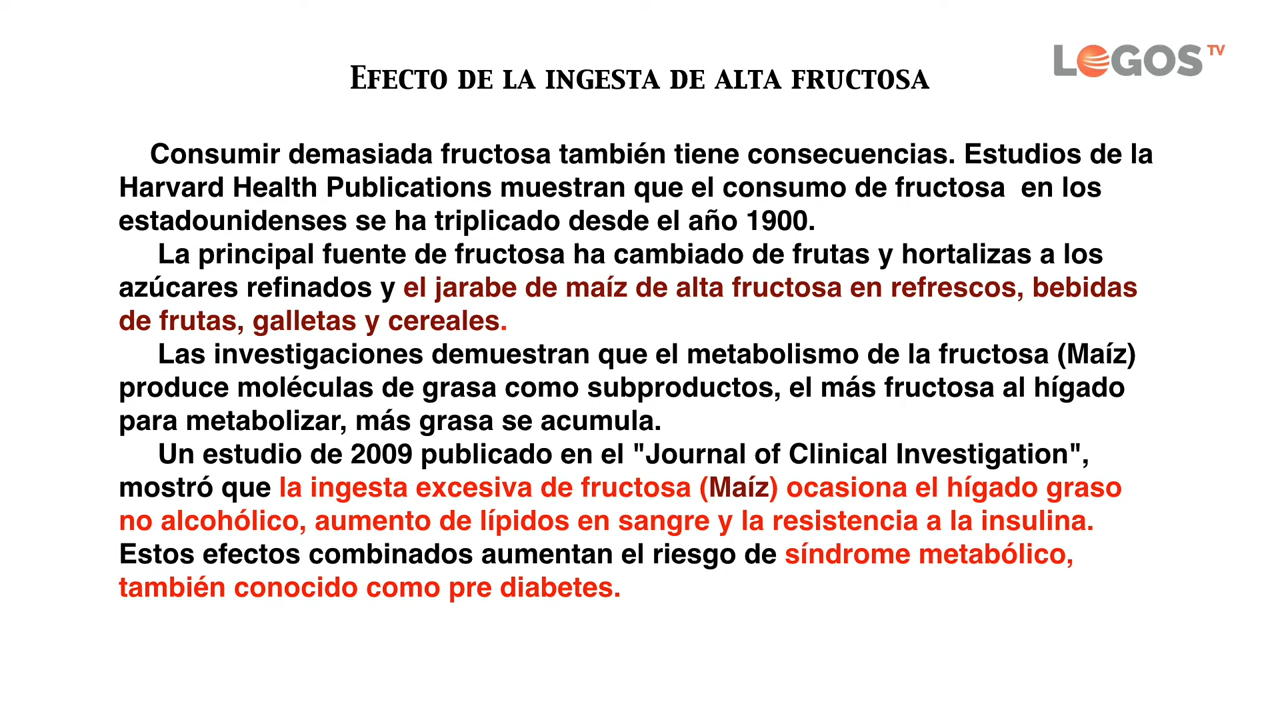 LOGOS TV
EFECTO DE LA INGESTA DE ALTA FRUCTOSA
Consumir demasiada fructosa también tiene consecuencias. Estudios de la
Harvard Health Publications muestran que el consumo de fructosa  en los
estadounidenses se ha triplicado desde el año 1900.
La principal fuente de fructosa ha cambiado de frutas y hortalizas a los
azúcares refinados y el jarabe de maíz de alta fructosa en refrescos, bebidas
de frutas, galletas y cereales.
Las investigaciones demuestran que el metabolismo de la fructosa (Maíz)
produce moléculas de grasa como subproductos, el más fructosa al hígado
para metabolizar, más grasa se acumula.
Un estudio de 2009 publicado en el "Journal of Clinical Investigation",
mostró que la ingesta excesiva de fructosa (Maíz) ocasiona el hígado graso
no alcohólico, aumento de lípidos en sangre y la resistencia a la insulina.
Estos efectos combinados aumentan el riesgo de síndrome metabólico,
también conocido como pre diabetes.